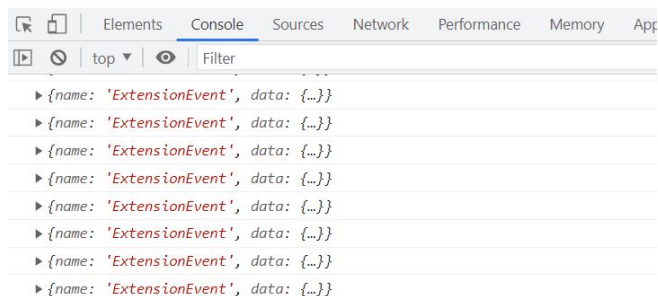 Elements Console Sources Network Performance Memory App
top ▼ Filter
▶ {name: 'ExtensionEvent', data: {…}}
▶ {name: 'ExtensionEvent', data: {…}}
▶ {name: 'ExtensionEvent', data: {…}}
▶ {name: 'ExtensionEvent', data: {…}}
▶ {name: 'ExtensionEvent', data: {…}}
▶ {name: 'ExtensionEvent', data: {…}}
▶ {name: 'ExtensionEvent', data: {…}}
▶ {name: 'ExtensionEvent', data: {…}}